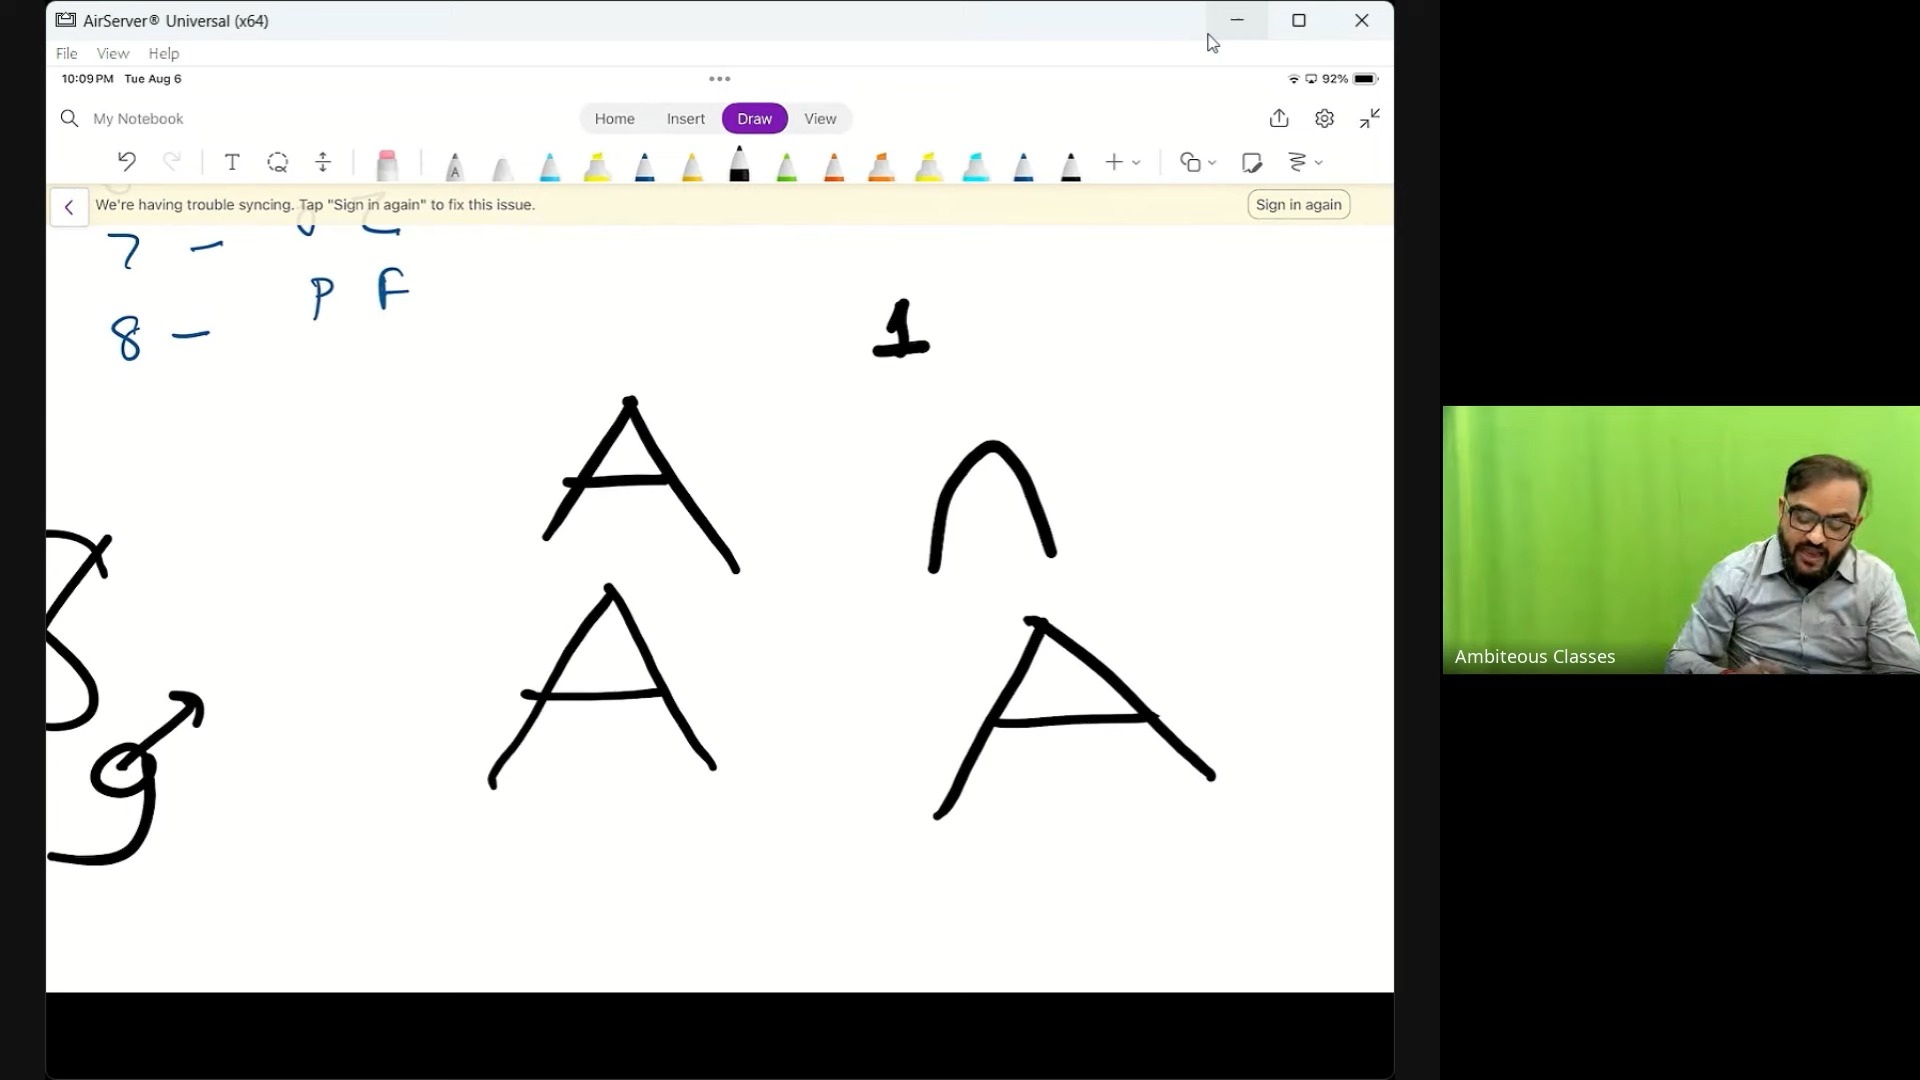 AirServer® Universal (x64)
File View Help
10:09 PM Tue Aug 6
92%
My Notebook
Home Insert Draw View
T A
We're having trouble syncing. Tap "Sign in again" to fix this issue.
Sign in again
7 –
P F
8 –
1
A
A A
g
Ambiteous Classes